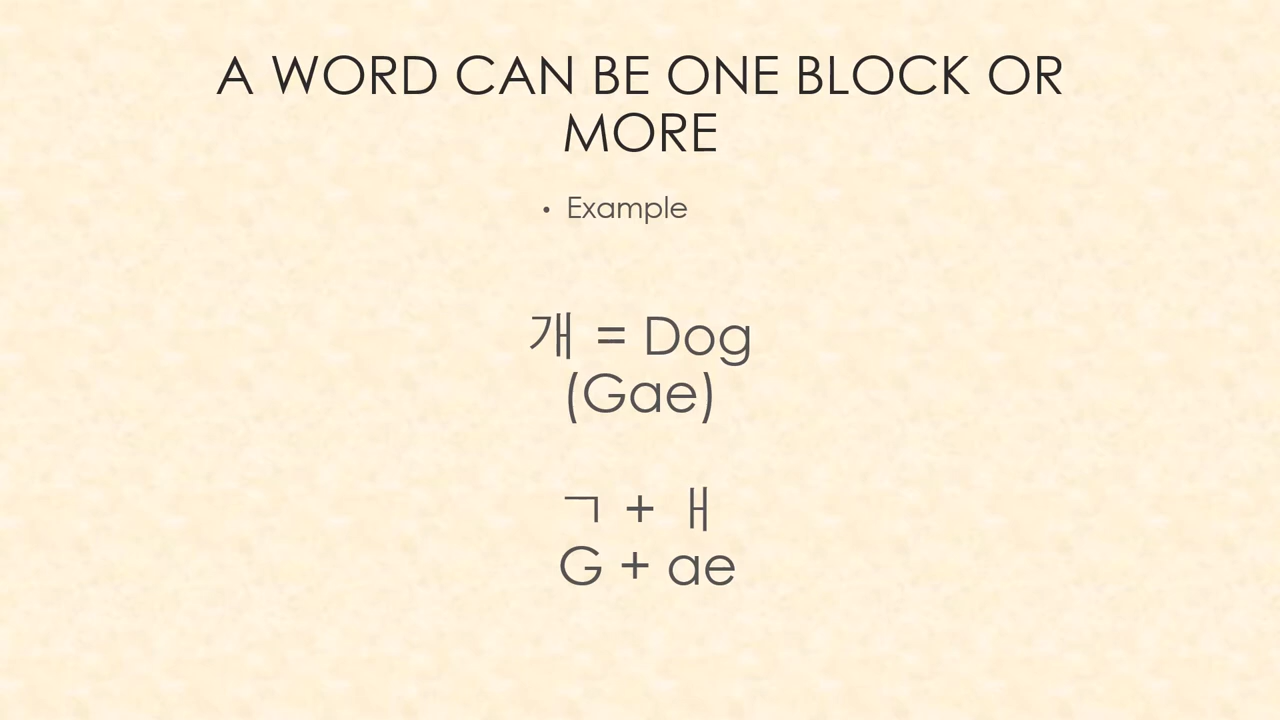 A WORD CAN BE ONE BLOCK OR
MORE
• Example
개 = Dog
(Gae)
ㄱ + ㅐ
G + ae